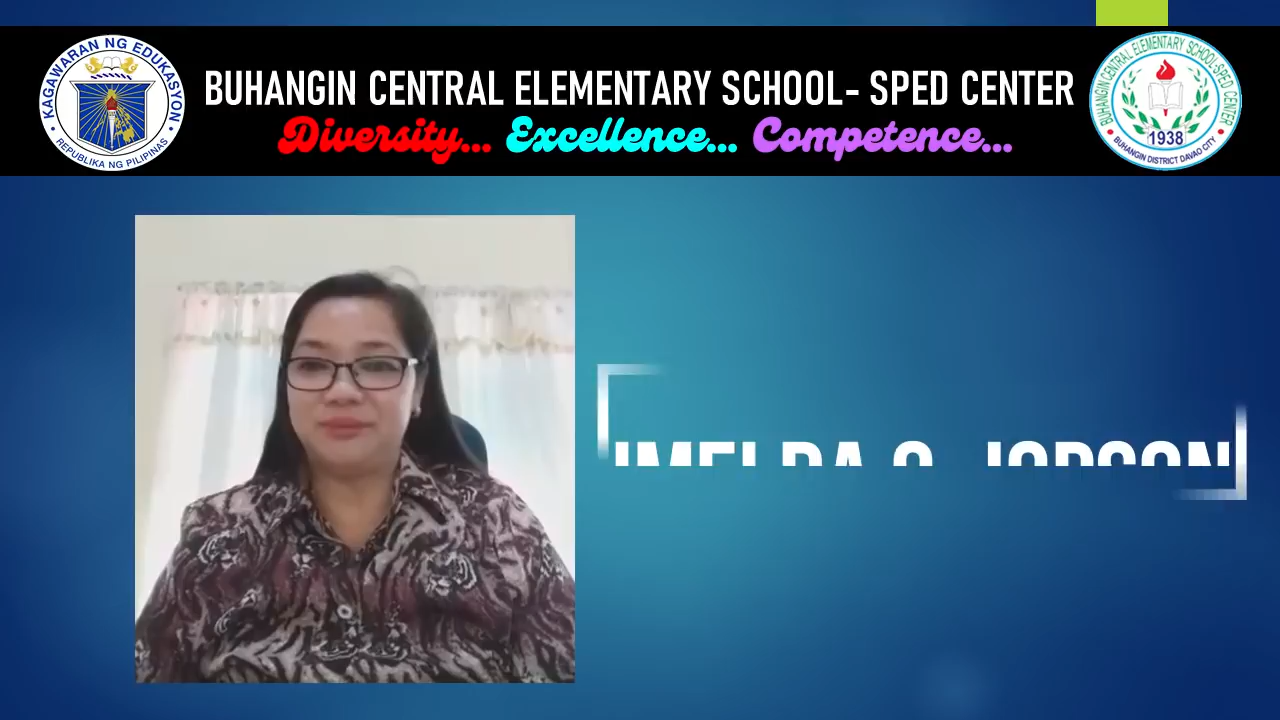 KAGAWARAN NG EDUKASYON
REPUBLIKA NG PILIPINAS
BUHANGIN CENTRAL ELEMENTARY SCHOOL- SPED CENTER
Diversity... Excellence... Competence...
BUHANGIN CENTRAL ELEMENTARY SCHOOL-SPED CENTER
1938
BUHANGIN DISTRICT DAVAO CITY
IMELDA